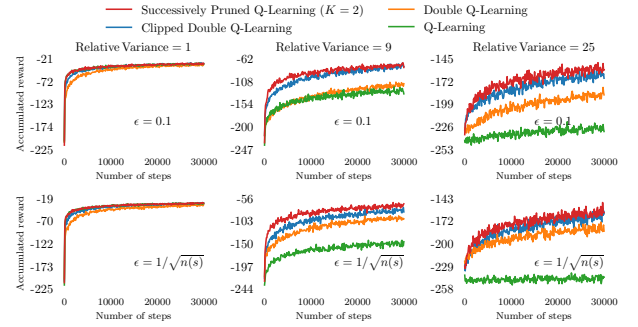 Successively Pruned Q-Learning (K = 2)
Double Q-Learning
Clipped Double Q-Learning
Q-Learning
Relative Variance = 1
Relative Variance = 9
Relative Variance = 25
Accumulated reward
-21
-72
-123
-174
-225
ϵ = 0.1
0 10000 20000 30000
Number of steps
-62
-108
-154
-200
-247
ϵ = 0.1
0 10000 20000 30000
Number of steps
-145
-172
-199
-226
-253
ϵ = 0.1
0 10000 20000 30000
Number of steps
Accumulated reward
-19
-70
-122
-173
-225
ϵ = 1/√n(s)
0 10000 20000 30000
Number of steps
-56
-103
-150
-197
-244
ϵ = 1/√n(s)
0 10000 20000 30000
Number of steps
-143
-172
-200
-229
-258
ϵ = 1/√n(s)
0 10000 20000 30000
Number of steps